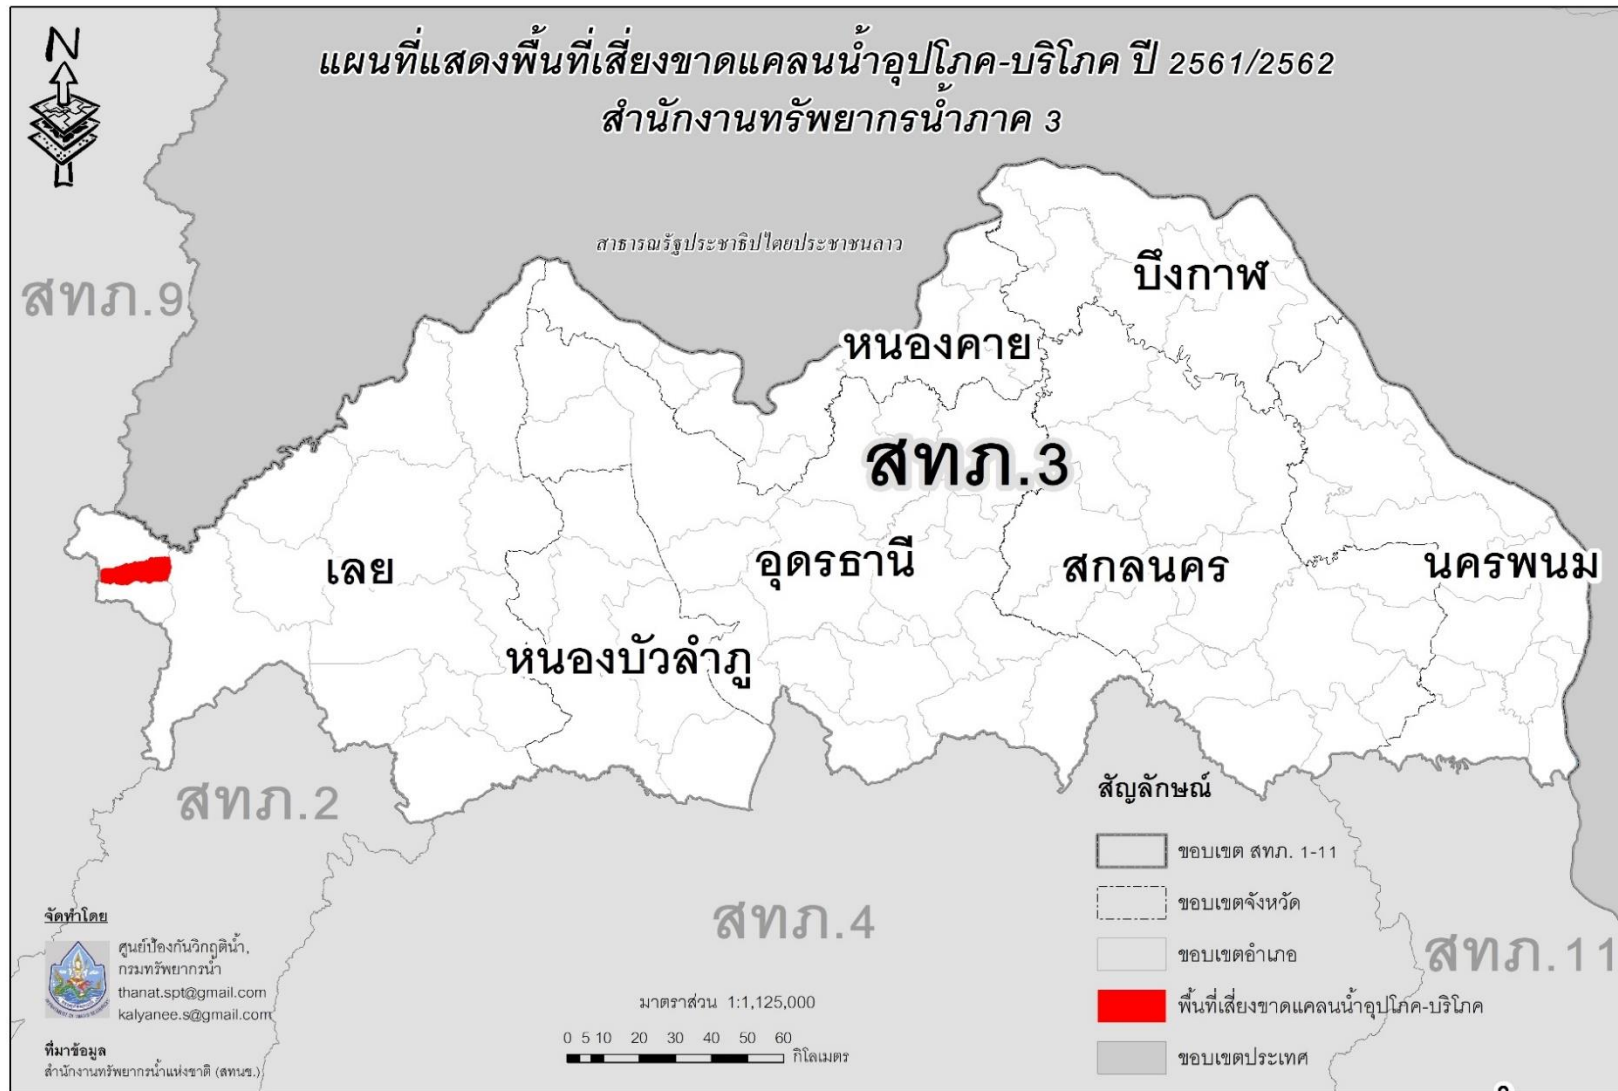 N
แผนที่แสดงพื้นที่เสี่ยงขาดแคลนน้ำอุปโภค-บริโภค ปี 2561/2562
สำนักงานทรัพยากรน้ำภาค 3
สาธารณรัฐประชาธิปไตยประชาชนลาว
สทภ.9
บึงกาฬ
หนองคาย
สทภ.3
เลย
อุดรธานี
สกลนคร
นครพนม
หนองบัวลำภู
สทภ.2
สทภ.4
สทภ.11
สัญลักษณ์
ขอบเขต สทภ. 1-11
ขอบเขตจังหวัด
ขอบเขตอำเภอ
พื้นที่เสี่ยงขาดแคลนน้ำอุปโภค-บริโภค
ขอบเขตประเทศ
จัดทำโดย
ศูนย์ป้องกันวิกฤติน้ำ,
กรมทรัพยากรน้ำ
thanat.spt@gmail.com
kalyanee.s@gmail.com
ที่มาข้อมูล
สำนักงานทรัพยากรน้ำแห่งชาติ (สทนช.)
มาตราส่วน 1:1,125,000
0 5 10 20 30 40 50 60
กิโลเมตร